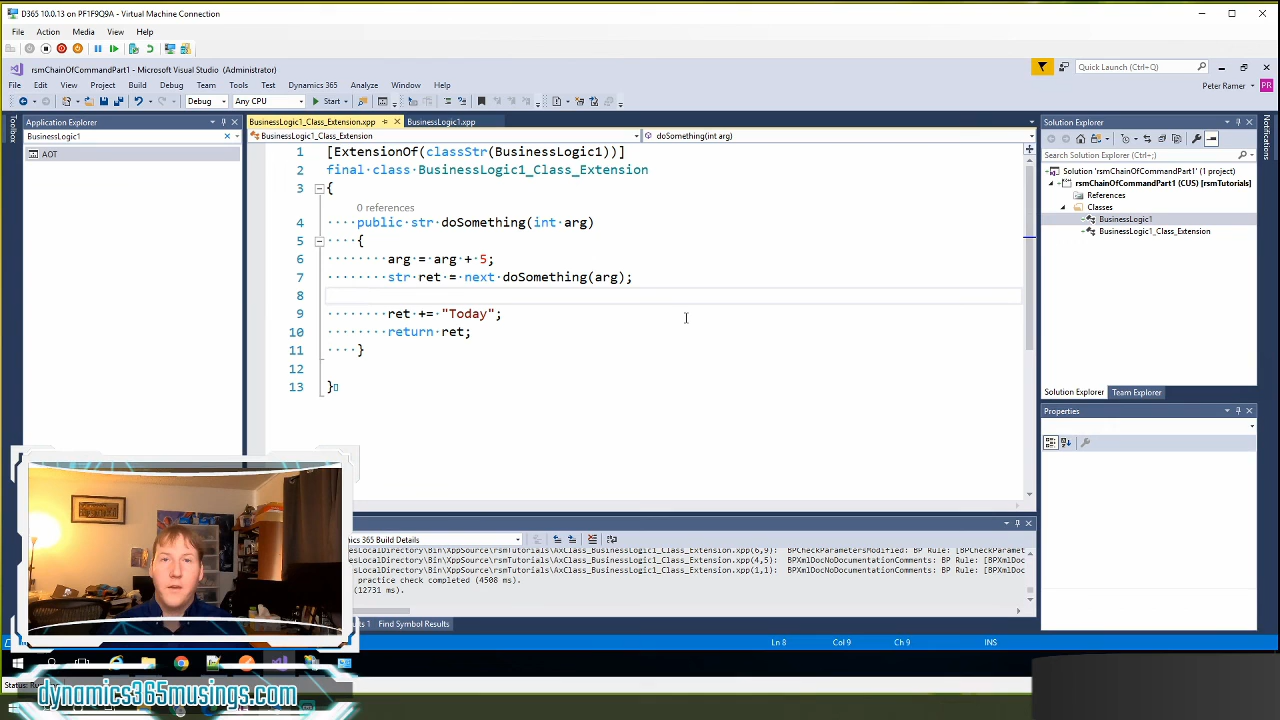 D365 10.0.13 on PF1F9Q9A - Virtual Machine Connection
File Action Media View Help
rsmChainOfCommandPart1 - Microsoft Visual Studio (Administrator)
Quick Launch (Ctrl+Q)
File Edit View Project Build Debug Team Tools Test Dynamics 365 Analyze Window Help
Peter Ramer PR
Debug Any CPU Start
Toolbox
Application Explorer
BusinessLogic1
AOT
BusinessLogic1_Class_Extension.xpp BusinessLogic1.xpp
BusinessLogic1_Class_Extension doSomething(int arg)
1 [ExtensionOf(classStr(BusinessLogic1))]
2 final class BusinessLogic1_Class_Extension
3 {
0 references
4 public str doSomething(int arg)
5 {
6 arg = arg + 5;
7 str ret = next doSomething(arg);
8
9 ret += "Today";
10 return ret;
11 }
12
13 }
Solution Explorer
Search Solution Explorer (Ctrl+;)
Solution 'rsmChainOfCommandPart1' (1 project)
rsmChainOfCommandPart1 (CUS) [rsmTutorials]
References
Classes
BusinessLogic1
BusinessLogic1_Class_Extension
Solution Explorer Team Explorer
Properties
Notifications
ics 365 Build Details
esLocalDirectory\Bin\XppSource\rsmTutorials\AxClass_BusinessLogic1_Class_Extension.xpp(6,9): BPCheckParametersModified: BP Rule: [BPCheckParamet
esLocalDirectory\Bin\XppSource\rsmTutorials\AxClass_BusinessLogic1_Class_Extension.xpp(4,5): BPXmlDocNoDocumentationComments: BP Rule: [BPXmlDoc
esLocalDirectory\Bin\XppSource\rsmTutorials\AxClass_BusinessLogic1_Class_Extension.xpp(1,1): BPXmlDocNoDocumentationComments: BP Rule: [BPXmlDoc
practice check completed (4508 ms).
(12731 ms).
Find Symbol Results
Ln 8 Col 9 Ch 9 INS
dynamics365musings.com